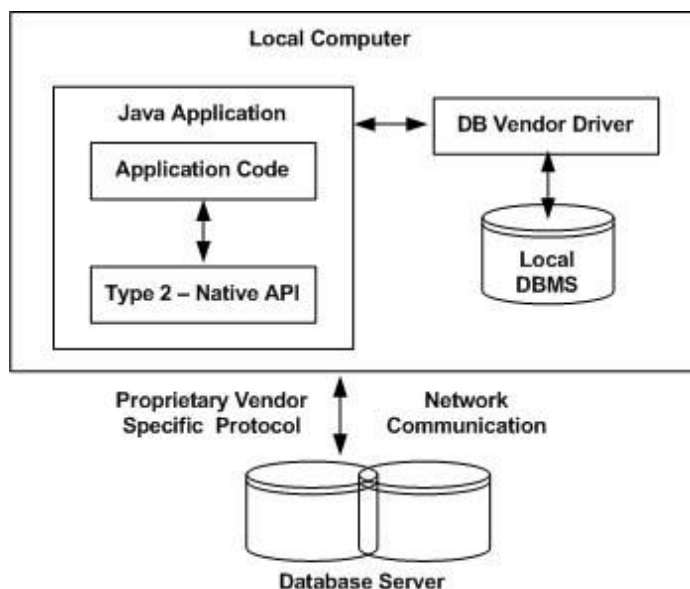 Local Computer
Java Application
DB Vendor Driver
Application Code
Type 2 – Native API
Local
DBMS
Proprietary Vendor
Specific Protocol
Network
Communication
Database Server